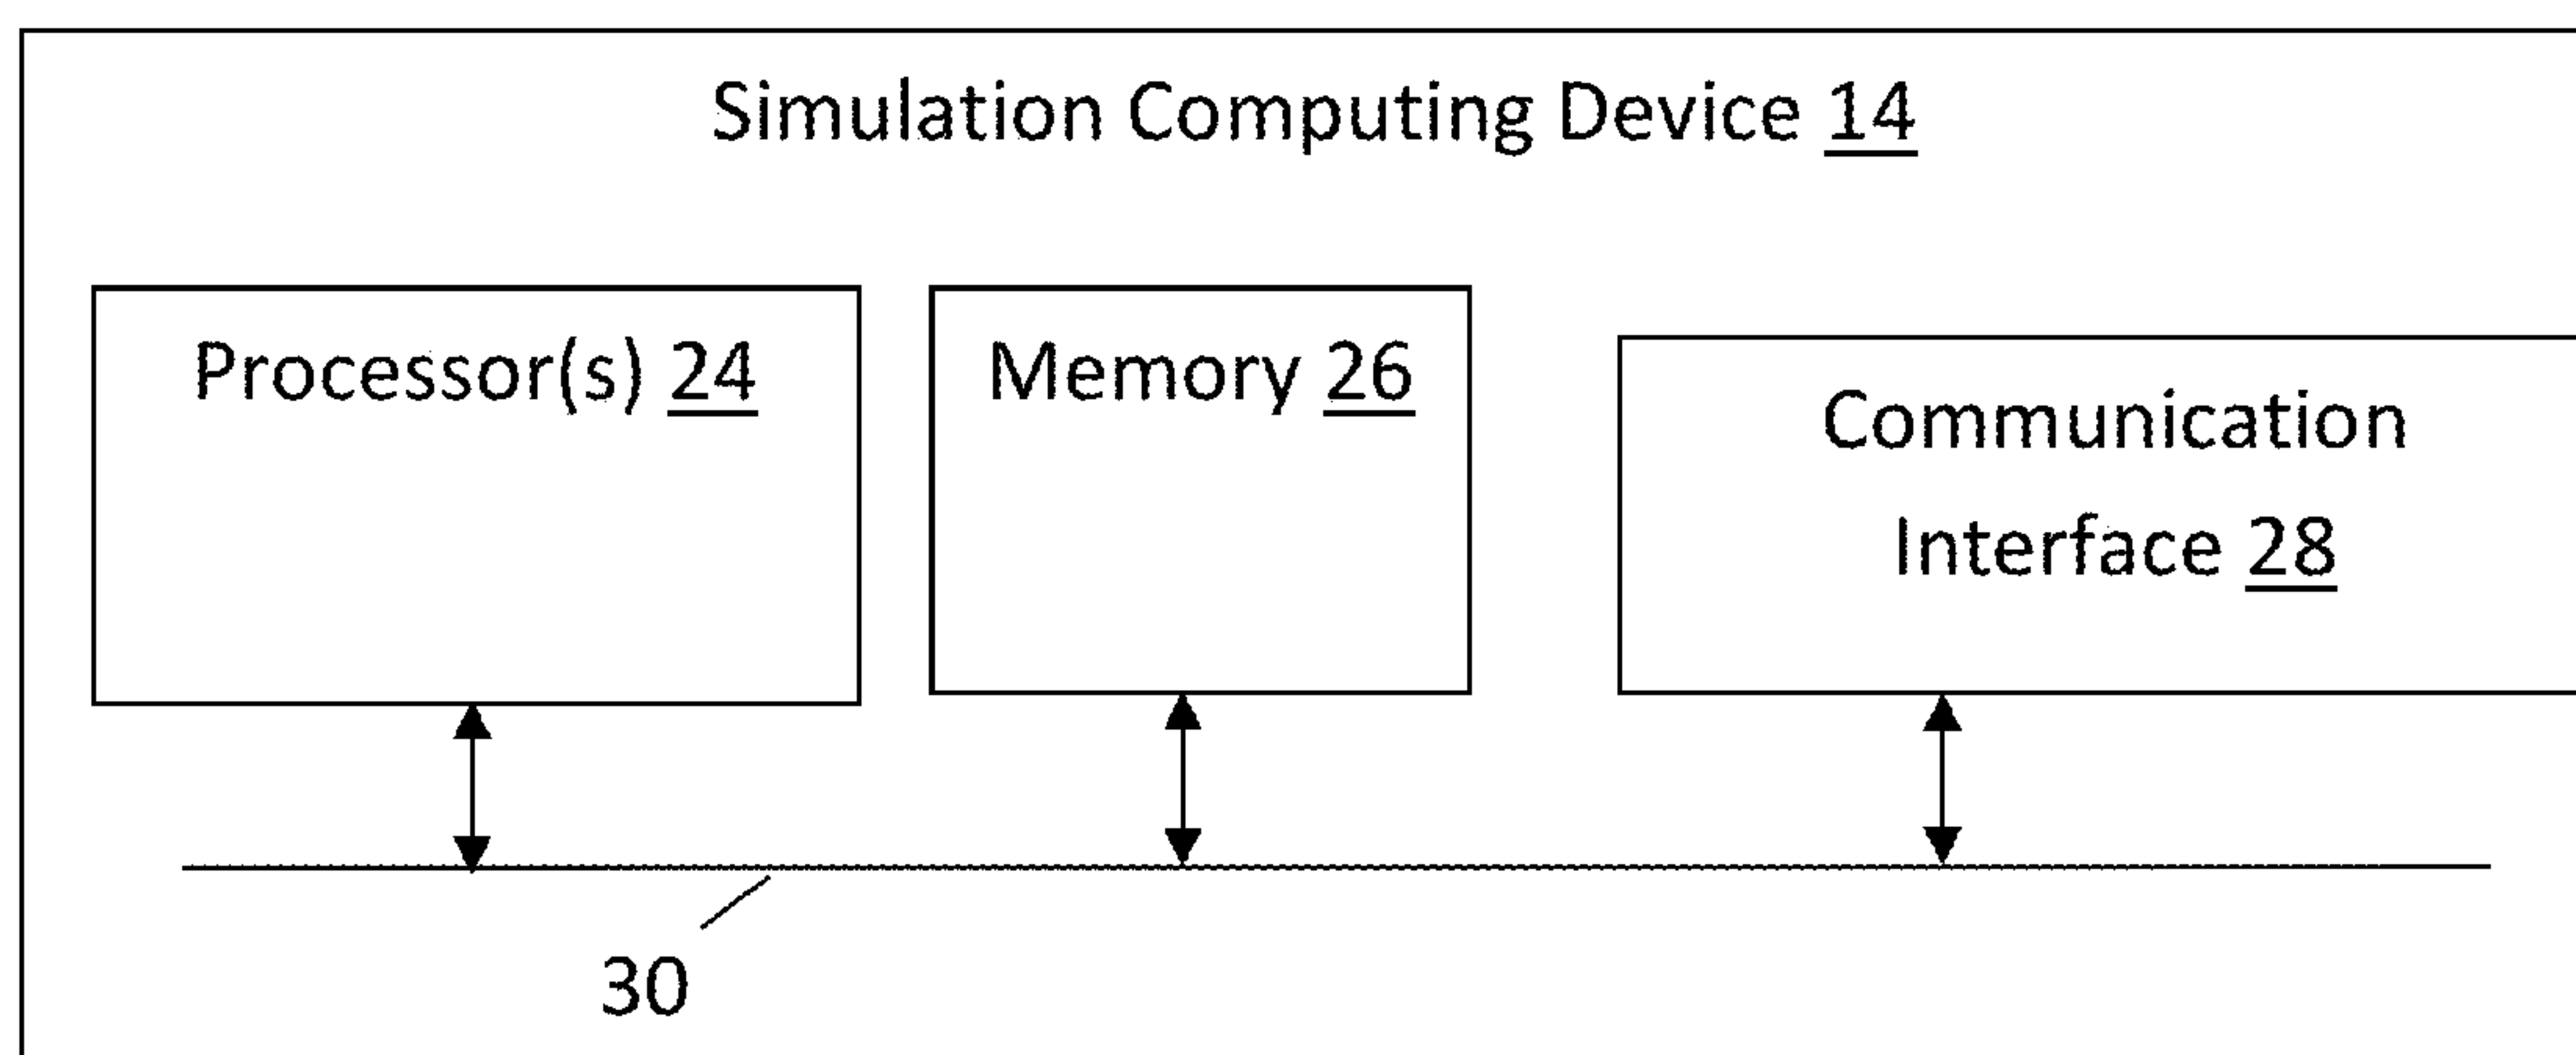 Simulation Computing Device 14
Processor(s) 24
Memory 26
Communication
Interface 28
30